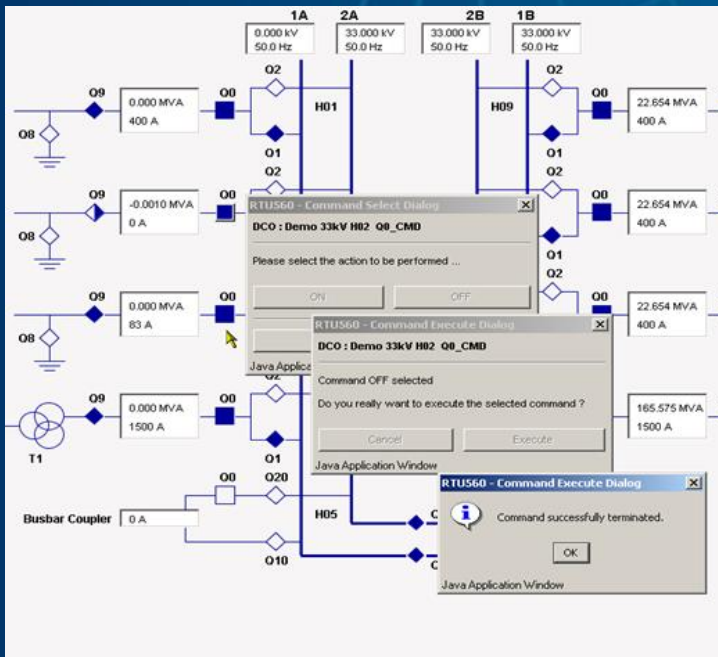 1A 2A 2B 1B
0.000 kV 33.000 kV 33.000 kV 33.000 kV
50.0 Hz 50.0 Hz 50.0 Hz 50.0 Hz
Q2 Q2
Q9 0.000 MVA Q0 H01 H09 Q0 22.654 MVA
400 A 400 A
Q8 Q1 Q1
Q9 -0.0010 MVA Q0 Q2 Q2 Q0 22.654 MVA
0 A 400 A
Q8 Q1
RTU560 - Command Select Dialog
DCO : Demo 33kV H02 Q0_CMD
Please select the action to be performed ...
ON OFF
Java Applic
Q2
Q9 0.000 MVA Q0 Q0 22.654 MVA
83 A 400 A
Q8
RTU560 - Command Execute Dialog
DCO : Demo 33kV H02 Q0_CMD
Command OFF selected
Do you really want to execute the selected command ?
Cancel Execute
Java Application Window
Q9 0.000 MVA Q0 Q2 165.575 MVA
1500 A 1500 A
T1 Q1
RTU560 - Command Execute Dialog
Command successfully terminated.
OK
Java Application Window
Q0 Q20
Busbar Coupler 0 A H05
Q10